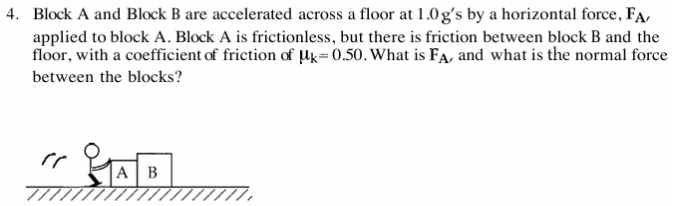 4. Block A and Block B are accelerated across a floor at 1.0g's by a horizontal force, FA,
applied to block A. Block A is frictionless, but there is friction between block B and the
floor, with a coefficient of friction of μk= 0.50. What is FA, and what is the normal force
between the blocks?
A B